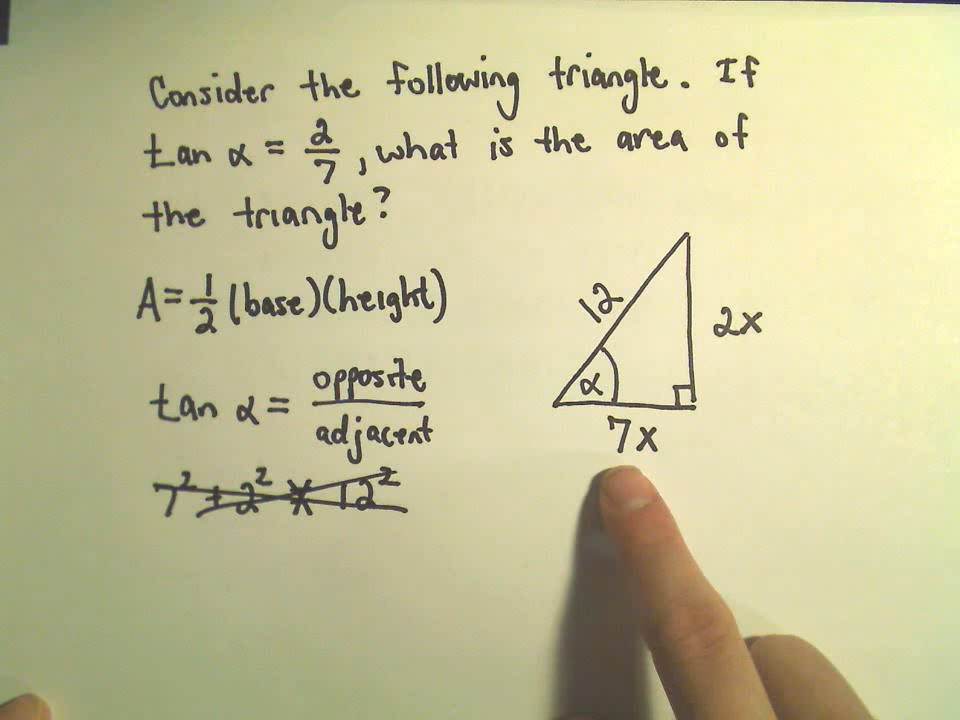 Consider the following triangle. If
tan α = 2/7, what is the area of
the triangle?
A = 1/2 (base)(height)
12
2x
tan α = opposite/adjacent
α
7x
7² + 2² ≠ 12²